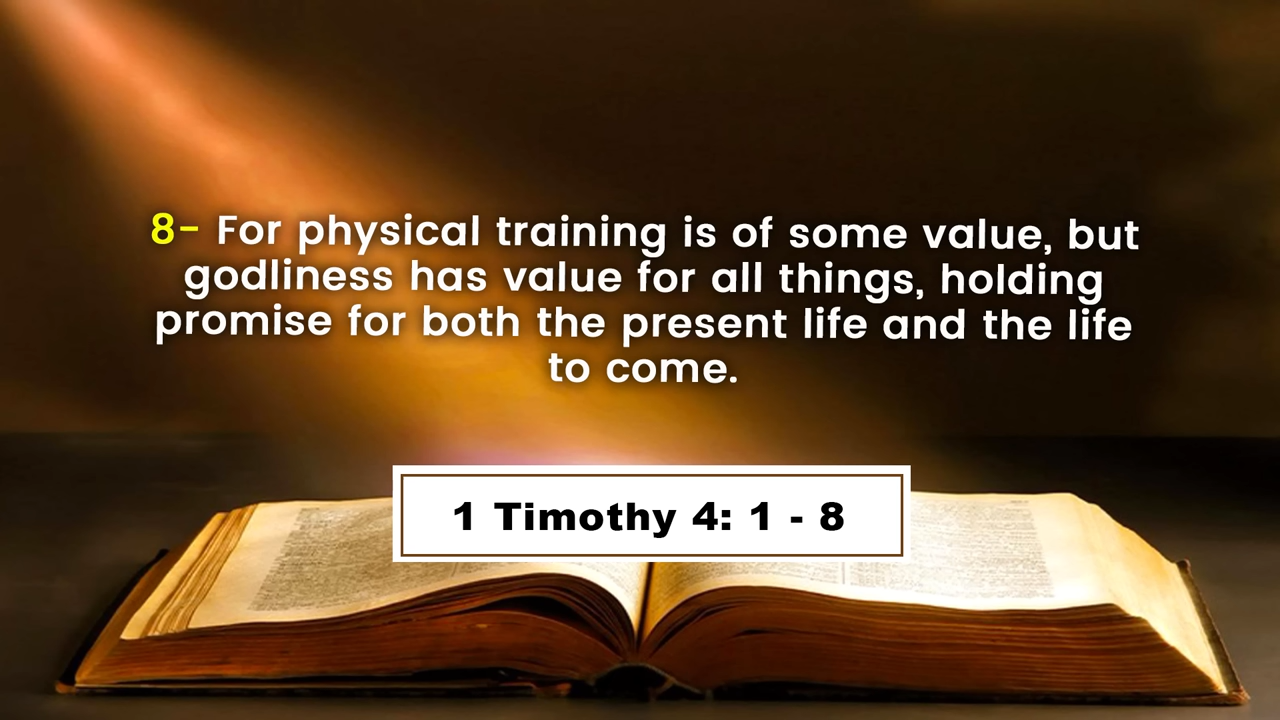 8- For physical training is of some value, but
godliness has value for all things, holding
promise for both the present life and the life
to come.
1 Timothy 4: 1 - 8